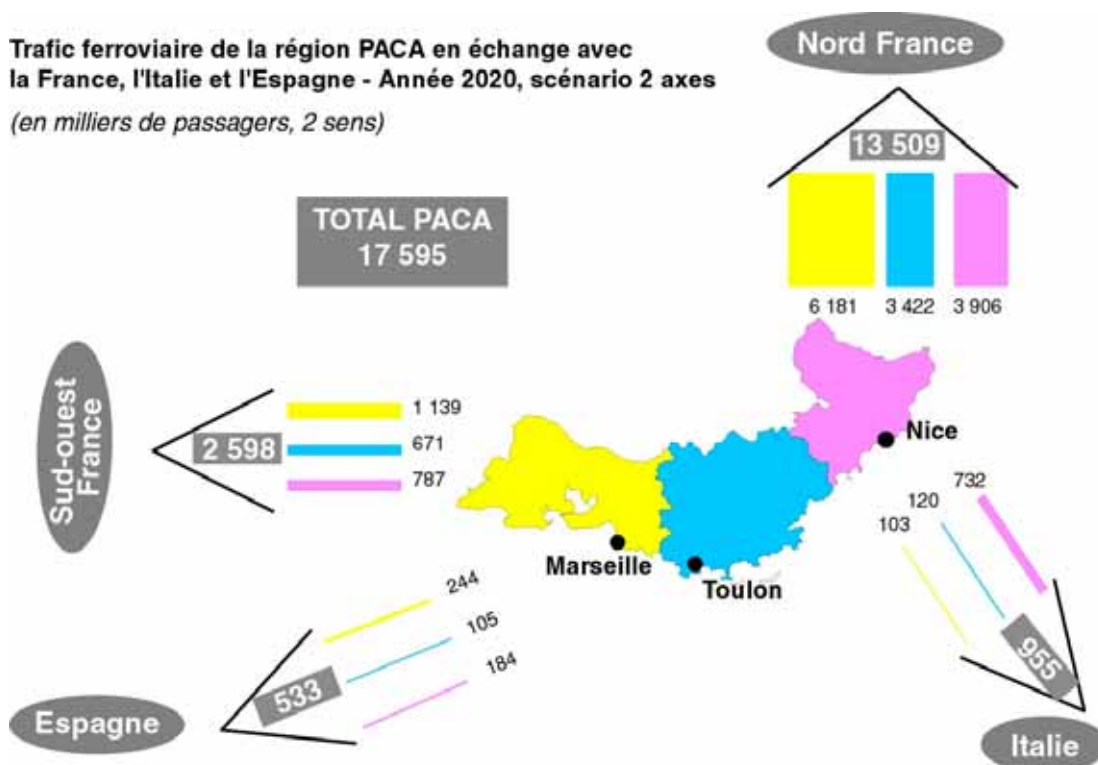 Trafic ferroviaire de la région PACA en échange avec
la France, l'Italie et l'Espagne - Année 2020, scénario 2 axes
(en milliers de passagers, 2 sens)
Nord France
13 509
TOTAL PACA
17 595
6 181 3 422 3 906
Sud-ouest
France
2 598
1 139
671
787
Nice
Marseille
Toulon
732
120
103
955
Italie
244
105
184
533
Espagne